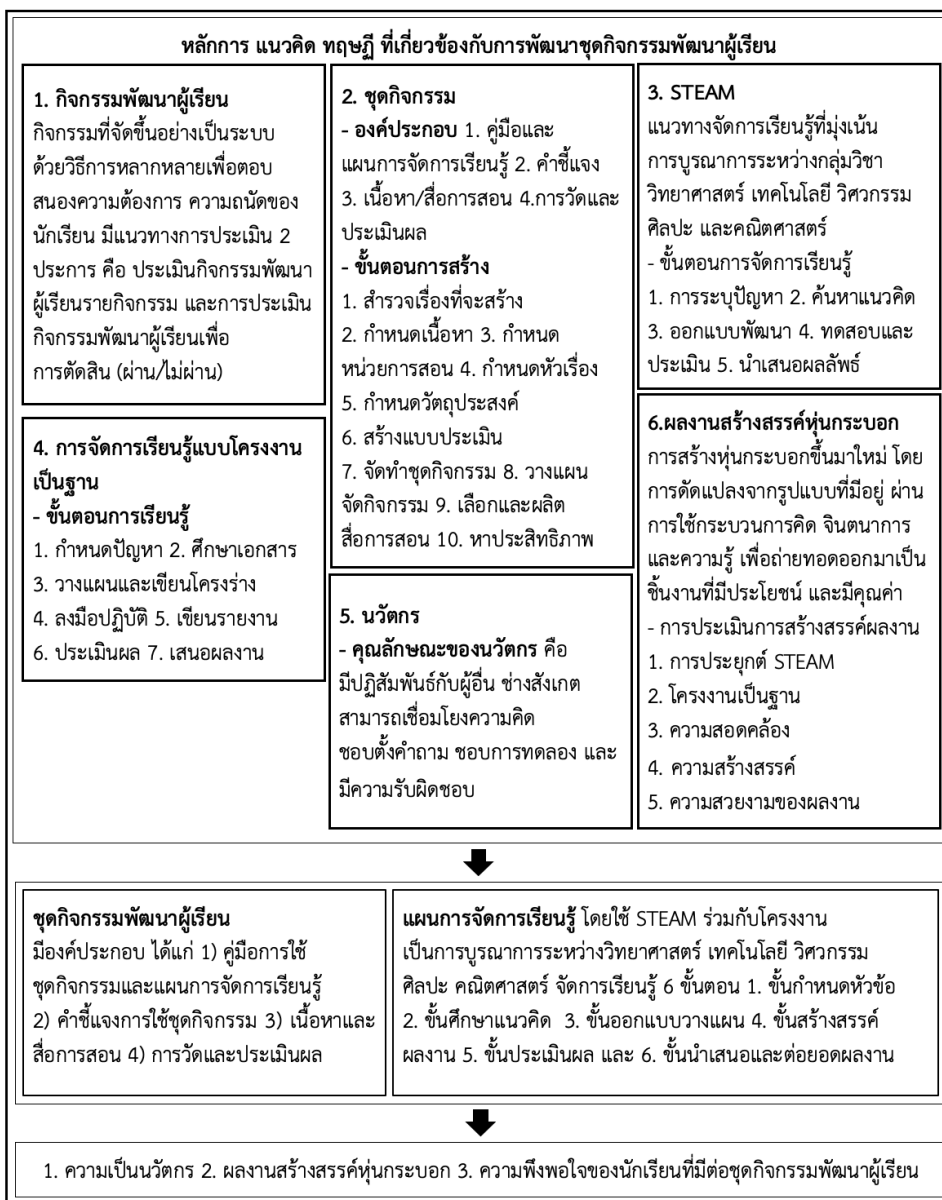 หลักการ แนวคิด ทฤษฎี ที่เกี่ยวข้องกับการพัฒนาชุดกิจกรรมพัฒนาผู้เรียน
1. กิจกรรมพัฒนาผู้เรียน
กิจกรรมที่จัดขึ้นอย่างเป็นระบบ
ด้วยวิธีการหลากหลายเพื่อตอบ
สนองความต้องการ ความถนัดของ
นักเรียน มีแนวทางการประเมิน 2
ประการ คือ ประเมินกิจกรรมพัฒนา
ผู้เรียนรายกิจกรรม และการประเมิน
กิจกรรมพัฒนาผู้เรียนเพื่อ
การตัดสิน (ผ่าน/ไม่ผ่าน)
2. ชุดกิจกรรม
- องค์ประกอบ 1. คู่มือและ
แผนการจัดการเรียนรู้ 2. คำชี้แจง
3. เนื้อหา/สื่อการสอน 4.การวัดและ
ประเมินผล
- ขั้นตอนการสร้าง
1. สำรวจเรื่องที่จะสร้าง
2. กำหนดเนื้อหา 3. กำหนด
หน่วยการสอน 4. กำหนดหัวเรื่อง
5. กำหนดวัตถุประสงค์
6. สร้างแบบประเมิน
7. จัดทำชุดกิจกรรม 8. วางแผน
จัดกิจกรรม 9. เลือกและผลิต
สื่อการสอน 10. หาประสิทธิภาพ
3. STEAM
แนวทางจัดการเรียนรู้ที่มุ่งเน้น
การบูรณาการระหว่างกลุ่มวิชา
วิทยาศาสตร์ เทคโนโลยี วิศวกรรม
ศิลปะ และคณิตศาสตร์
- ขั้นตอนการจัดการเรียนรู้
1. การระบุปัญหา 2. ค้นหาแนวคิด
3. ออกแบบพัฒนา 4. ทดสอบและ
ประเมิน 5. นำเสนอผลลัพธ์
4. การจัดการเรียนรู้แบบโครงงาน
เป็นฐาน
- ขั้นตอนการเรียนรู้
1. กำหนดปัญหา 2. ศึกษาเอกสาร
3. วางแผนและเขียนโครงร่าง
4. ลงมือปฏิบัติ 5. เขียนรายงาน
6. ประเมินผล 7. เสนอผลงาน
5. นวัตกร
- คุณลักษณะของนวัตกร คือ
มีปฏิสัมพันธ์กับผู้อื่น ช่างสังเกต
สามารถเชื่อมโยงความคิด
ชอบตั้งคำถาม ชอบการทดลอง และ
มีความรับผิดชอบ
6.ผลงานสร้างสรรค์หุ่นกระบอก
การสร้างหุ่นกระบอกขึ้นมาใหม่ โดย
การดัดแปลงจากรูปแบบที่มีอยู่ ผ่าน
การใช้กระบวนการคิด จินตนาการ
และความรู้ เพื่อถ่ายทอดออกมาเป็น
ชิ้นงานที่มีประโยชน์ และมีคุณค่า
- การประเมินการสร้างสรรค์ผลงาน
1. การประยุกต์ STEAM
2. โครงงานเป็นฐาน
3. ความสอดคล้อง
4. ความสร้างสรรค์
5. ความสวยงามของผลงาน
ชุดกิจกรรมพัฒนาผู้เรียน
มีองค์ประกอบ ได้แก่ 1) คู่มือการใช้
ชุดกิจกรรมและแผนการจัดการเรียนรู้
2) คำชี้แจงการใช้ชุดกิจกรรม 3) เนื้อหาและ
สื่อการสอน 4) การวัดและประเมินผล
แผนการจัดการเรียนรู้ โดยใช้ STEAM ร่วมกับโครงงาน
เป็นการบูรณาการระหว่างวิทยาศาสตร์ เทคโนโลยี วิศวกรรม
ศิลปะ คณิตศาสตร์ จัดการเรียนรู้ 6 ขั้นตอน 1. ขั้นกำหนดหัวข้อ
2. ขั้นศึกษาแนวคิด 3. ขั้นออกแบบวางแผน 4. ขั้นสร้างสรรค์
ผลงาน 5. ขั้นประเมินผล และ 6. ขั้นนำเสนอและต่อยอดผลงาน
1. ความเป็นนวัตกร 2. ผลงานสร้างสรรค์หุ่นกระบอก 3. ความพึงพอใจของนักเรียนที่มีต่อชุดกิจกรรมพัฒนาผู้เรียน